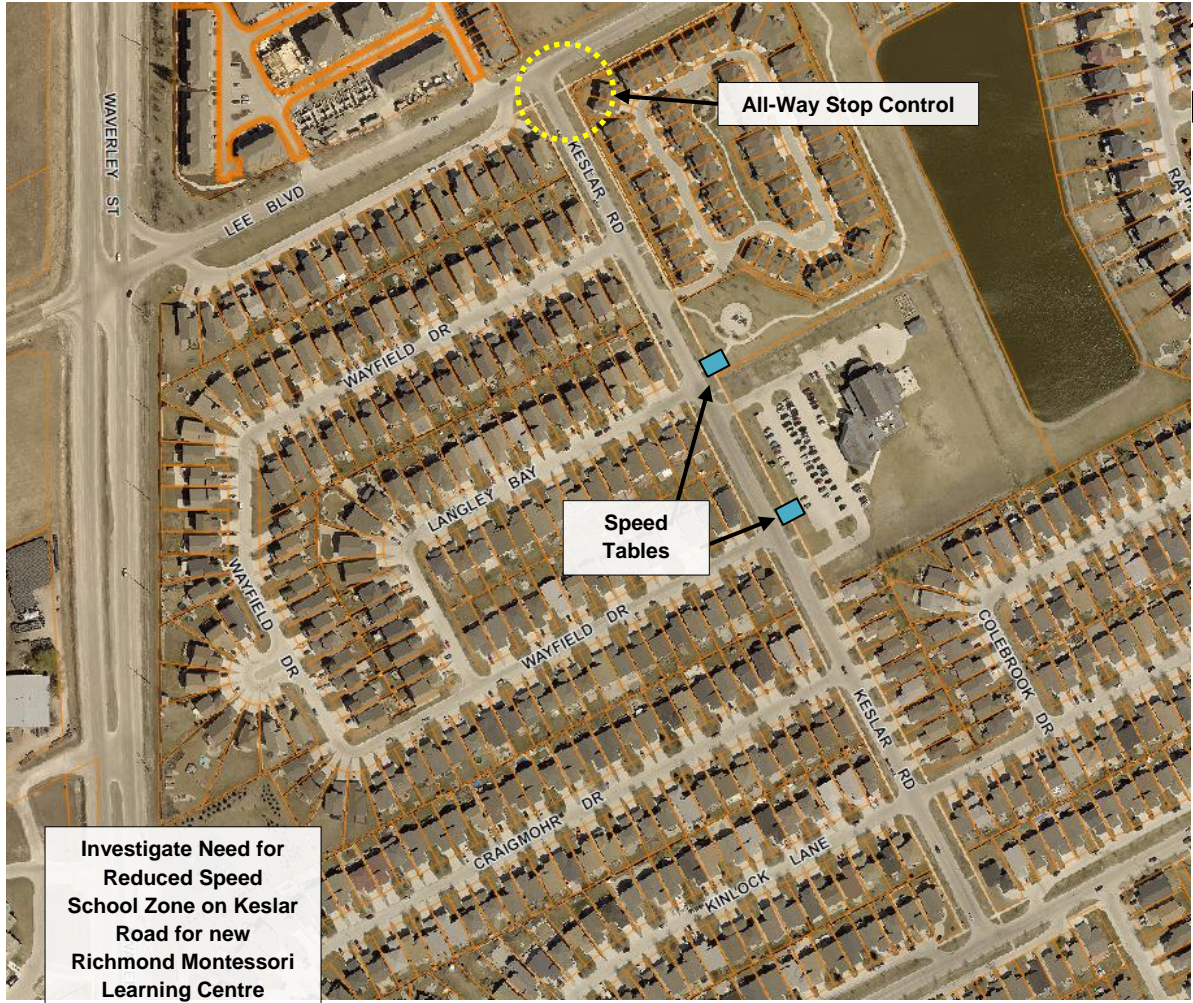 All-Way Stop Control
WAVERLEY ST
LEE BLVD
KESLAR RD
WAYFIELD DR
LANGLEY BAY
Speed
Tables
WAYFIELD DR
WAYFIELD DR
COLEBROOK DR
KESLAR RD
CRAIGMOHR DR
KINLOCK LANE
Investigate Need for
Reduced Speed
School Zone on Keslar
Road for new
Richmond Montessori
Learning Centre